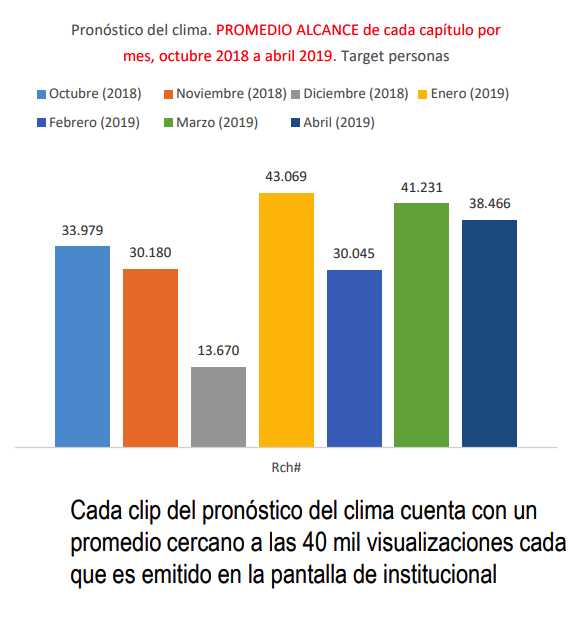 Pronóstico del clima. PROMEDIO ALCANCE de cada capítulo por
mes, octubre 2018 a abril 2019. Target personas
Octubre (2018) Noviembre (2018) Diciembre (2018) Enero (2019)
Febrero (2019) Marzo (2019) Abril (2019)
43.069
41.231
38.466
33.979
30.180
30.045
13.670
Rch#
Cada clip del pronóstico del clima cuenta con un
promedio cercano a las 40 mil visualizaciones cada
que es emitido en la pantalla de institucional